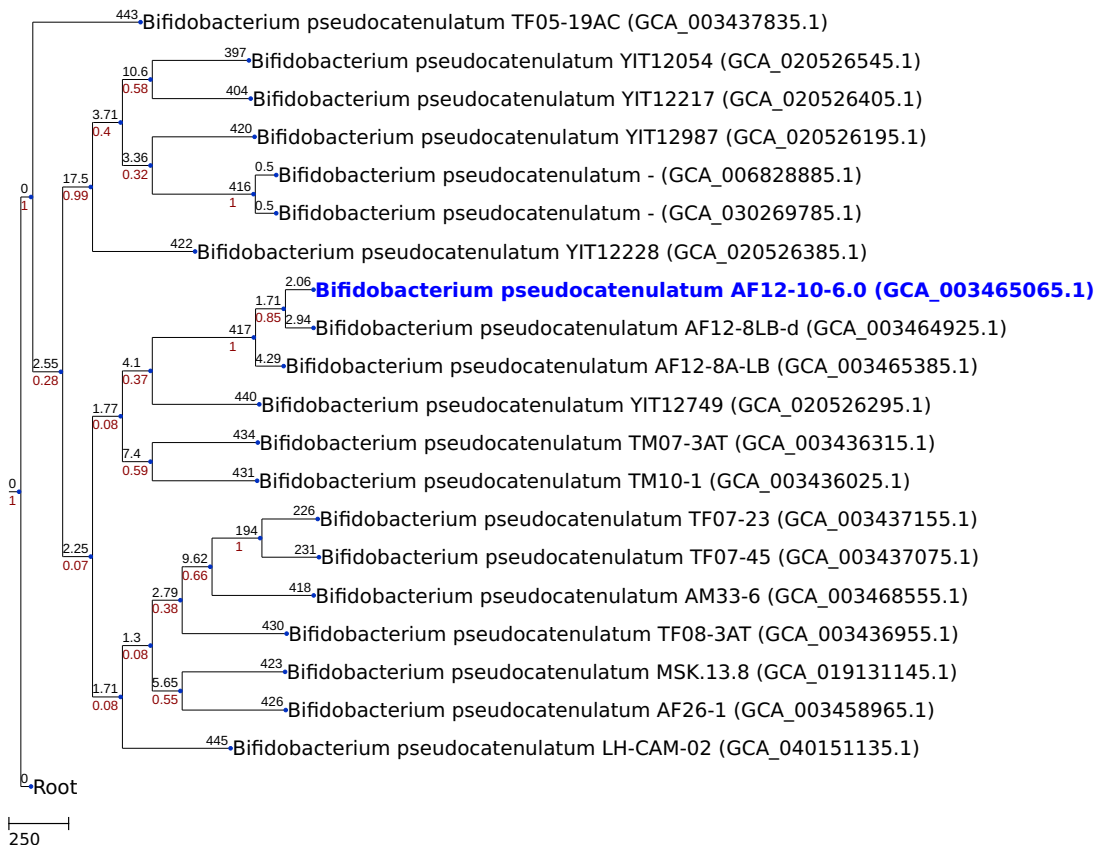 443
Bifidobacterium pseudocatenulatum TF05-19AC (GCA_003437835.1)
397
Bifidobacterium pseudocatenulatum YIT12054 (GCA_020526545.1)
10.6
0.58
404
Bifidobacterium pseudocatenulatum YIT12217 (GCA_020526405.1)
3.71
0.4
420
Bifidobacterium pseudocatenulatum YIT12987 (GCA_020526195.1)
3.36
0.32
0.5
Bifidobacterium pseudocatenulatum - (GCA_006828885.1)
17.5
0.99
416
1
0
1
0.5
Bifidobacterium pseudocatenulatum - (GCA_030269785.1)
422
Bifidobacterium pseudocatenulatum YIT12228 (GCA_020526385.1)
2.06
Bifidobacterium pseudocatenulatum AF12-10-6.0 (GCA_003465065.1)
1.71
0.85
2.94
Bifidobacterium pseudocatenulatum AF12-8LB-d (GCA_003464925.1)
417
1
4.29
Bifidobacterium pseudocatenulatum AF12-8A-LB (GCA_003465385.1)
2.55
0.28
4.1
0.37
440
Bifidobacterium pseudocatenulatum YIT12749 (GCA_020526295.1)
1.77
0.08
434
Bifidobacterium pseudocatenulatum TM07-3AT (GCA_003436315.1)
7.4
0.59
431
Bifidobacterium pseudocatenulatum TM10-1 (GCA_003436025.1)
0
1
226
Bifidobacterium pseudocatenulatum TF07-23 (GCA_003437155.1)
194
1
231
Bifidobacterium pseudocatenulatum TF07-45 (GCA_003437075.1)
2.25
0.07
9.62
0.66
418
Bifidobacterium pseudocatenulatum AM33-6 (GCA_003468555.1)
2.79
0.38
430
Bifidobacterium pseudocatenulatum TF08-3AT (GCA_003436955.1)
1.3
0.08
423
Bifidobacterium pseudocatenulatum MSK.13.8 (GCA_019131145.1)
5.65
0.55
1.71
0.08
426
Bifidobacterium pseudocatenulatum AF26-1 (GCA_003458965.1)
445
Bifidobacterium pseudocatenulatum LH-CAM-02 (GCA_040151135.1)
0
Root
250